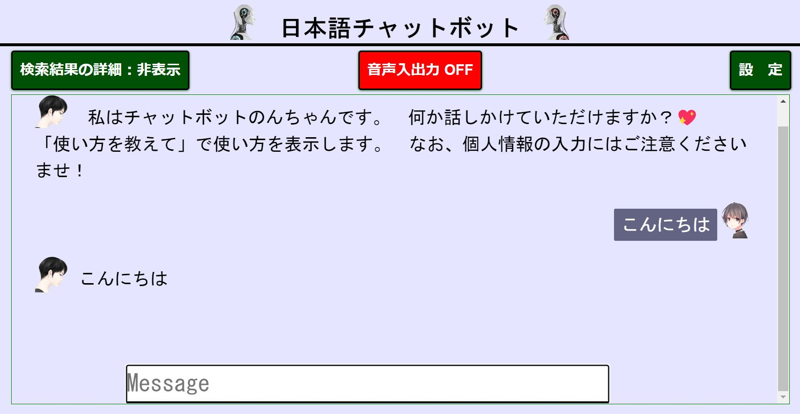 日本語チャットボット
検索結果の詳細：非表示
音声入出力 OFF
設　定
私はチャットボットのんちゃんです。　何か話しかけていただけますか？💖
「使い方を教えて」で使い方を表示します。　なお、個人情報の入力にはご注意ください
ませ！
こんにちは
こんにちは
Message